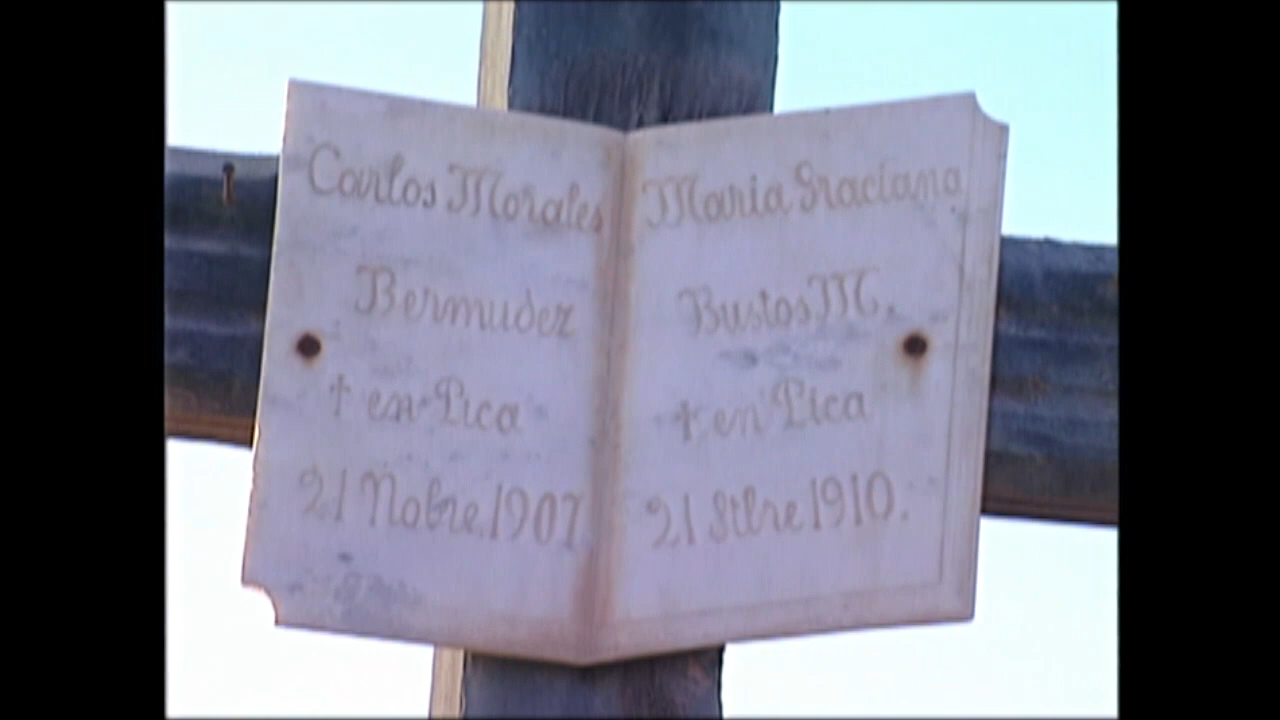 Carlos Morales
Bermudez
† en Pica
21 Nobre. 1907
Maria Graciana
Bustos M.
† en Pica
21 Stbre 1910.